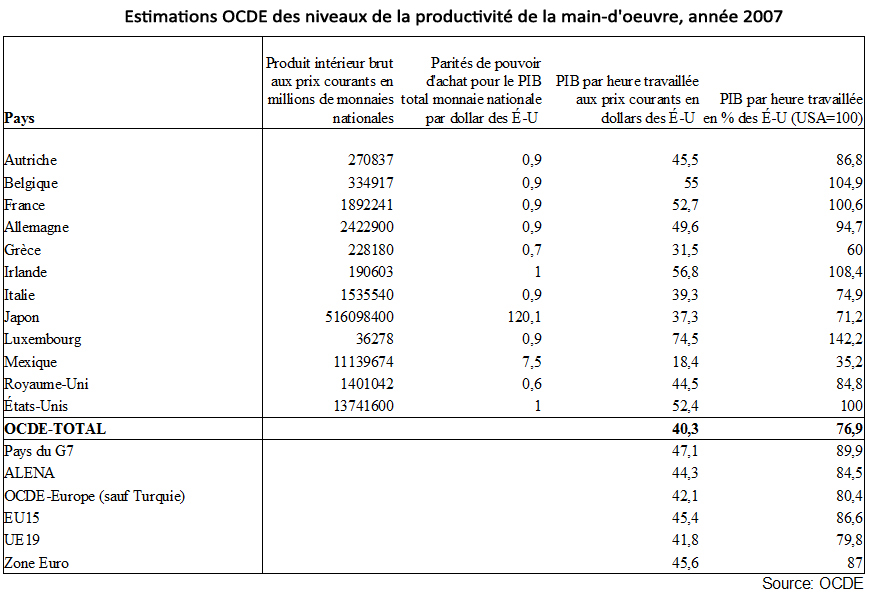 Estimations OCDE des niveaux de la productivité de la main-d'oeuvre, année 2007
Pays
Produit intérieur brut
aux prix courants en
millions de monnaies
nationales
Parités de pouvoir
d'achat pour le PIB
total monnaie nationale
par dollar des É-U
PIB par heure travaillée
aux prix courants en
dollars des É-U
PIB par heure travaillée
en % des É-U (USA=100)
Autriche 270837 0,9 45,5 86,8
Belgique 334917 0,9 55 104,9
France 1892241 0,9 52,7 100,6
Allemagne 2422900 0,9 49,6 94,7
Grèce 228180 0,7 31,5 60
Irlande 190603 1 56,8 108,4
Italie 1535540 0,9 39,3 74,9
Japon 516098400 120,1 37,3 71,2
Luxembourg 36278 0,9 74,5 142,2
Mexique 11139674 7,5 18,4 35,2
Royaume-Uni 1401042 0,6 44,5 84,8
États-Unis 13741600 1 52,4 100
OCDE-TOTAL 40,3 76,9
Pays du G7 47,1 89,9
ALENA 44,3 84,5
OCDE-Europe (sauf Turquie) 42,1 80,4
EU15 45,4 86,6
UE19 41,8 79,8
Zone Euro 45,6 87
Source: OCDE